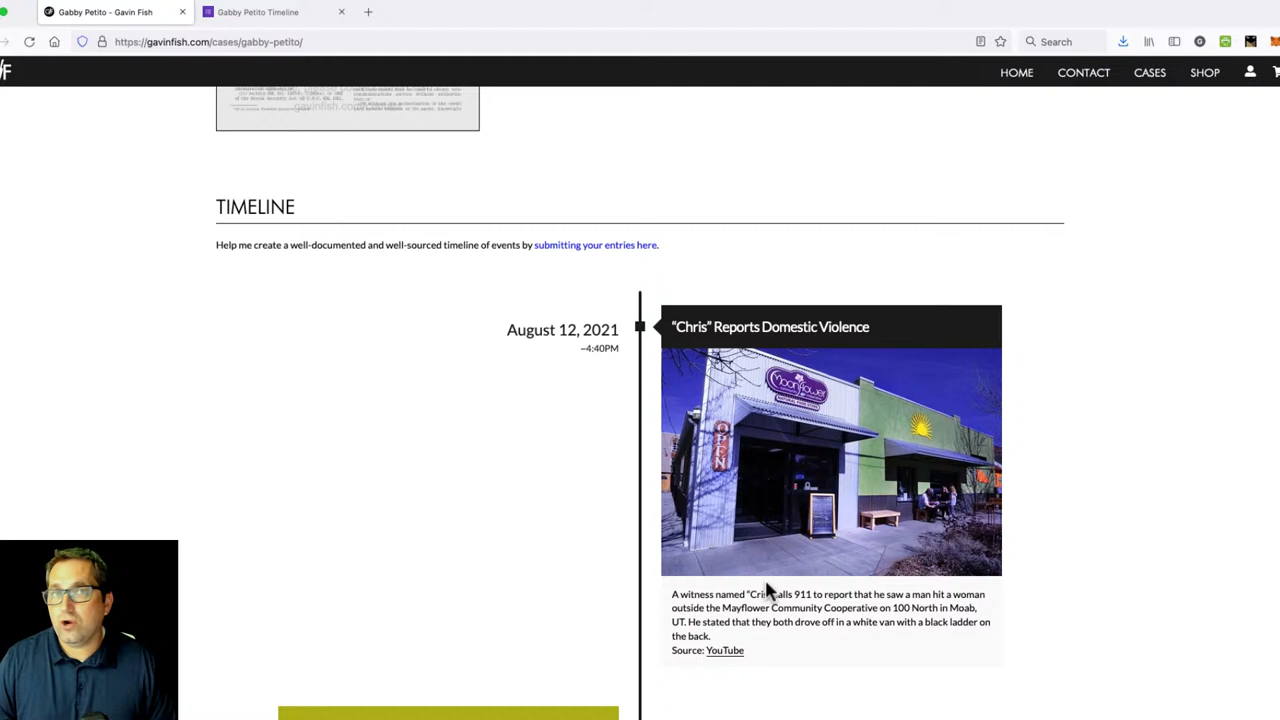 Gabby Petito - Gavin Fish
Gabby Petito Timeline
https://gavinfish.com/cases/gabby-petito/
Search
HOME
CONTACT
CASES
SHOP
TIMELINE
Help me create a well-documented and well-sourced timeline of events by submitting your entries here.
August 12, 2021
~4:40PM
“Chris” Reports Domestic Violence
Moonflower
OPEN
A witness named “Cri alls 911 to report that he saw a man hit a woman
outside the Mayflower Community Cooperative on 100 North in Moab,
UT. He stated that they both drove off in a white van with a black ladder on
the back.
Source: YouTube